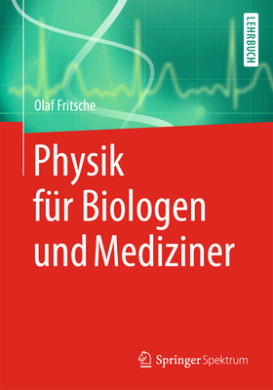 LEHRBUCH
Olaf Fritsche
Physik
für Biologen
und Mediziner
Springer Spektrum